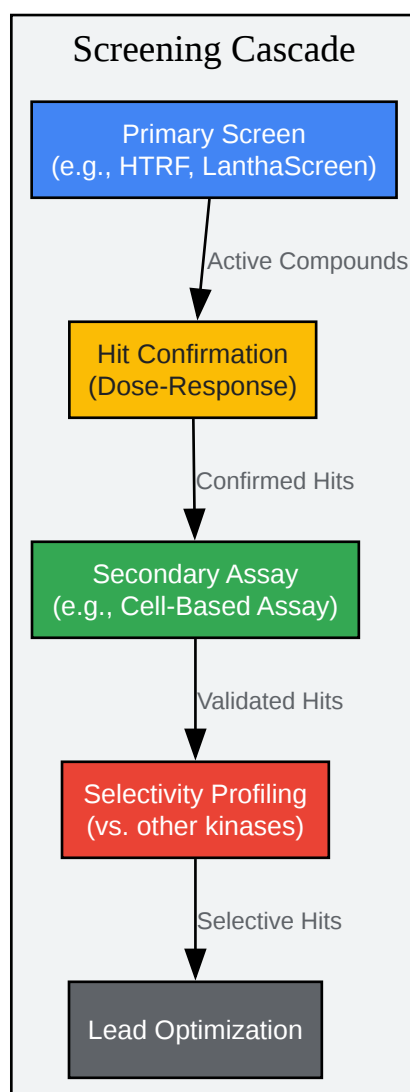 Screening Cascade
Primary Screen
(e.g., HTRF, LanthaScreen)
Active Compounds
Hit Confirmation
(Dose-Response)
Confirmed Hits
Secondary Assay
(e.g., Cell-Based Assay)
Validated Hits
Selectivity Profiling
(vs. other kinases)
Selective Hits
Lead Optimization